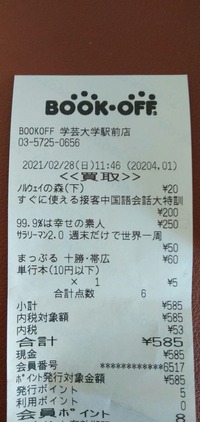 BOOK・OFF
BOOKOFF 学芸大学駅前店
03-5725-0656
2021/02/28(日)11:46 (20204.01)
<<買取>>
ノルウェイの森(下) ¥20
すぐに使える接客中国語会話大特訓
¥200
99.9%は幸せの素人 ¥250
サラリーマン2.0 週末だけで世界一周
¥50
まっぷる 十勝・帯広 ¥60
単行本(10円以下)
× 1 ¥5
合計点数 6
小計 ¥585
内税対象額 ¥585
内税 ¥53
合計 ¥585
現金 ¥585
会員番号 ************6517
ポイント発行対象金額 ¥585
発行ポイント 5
利用ポイント 0
会員ポイント 8